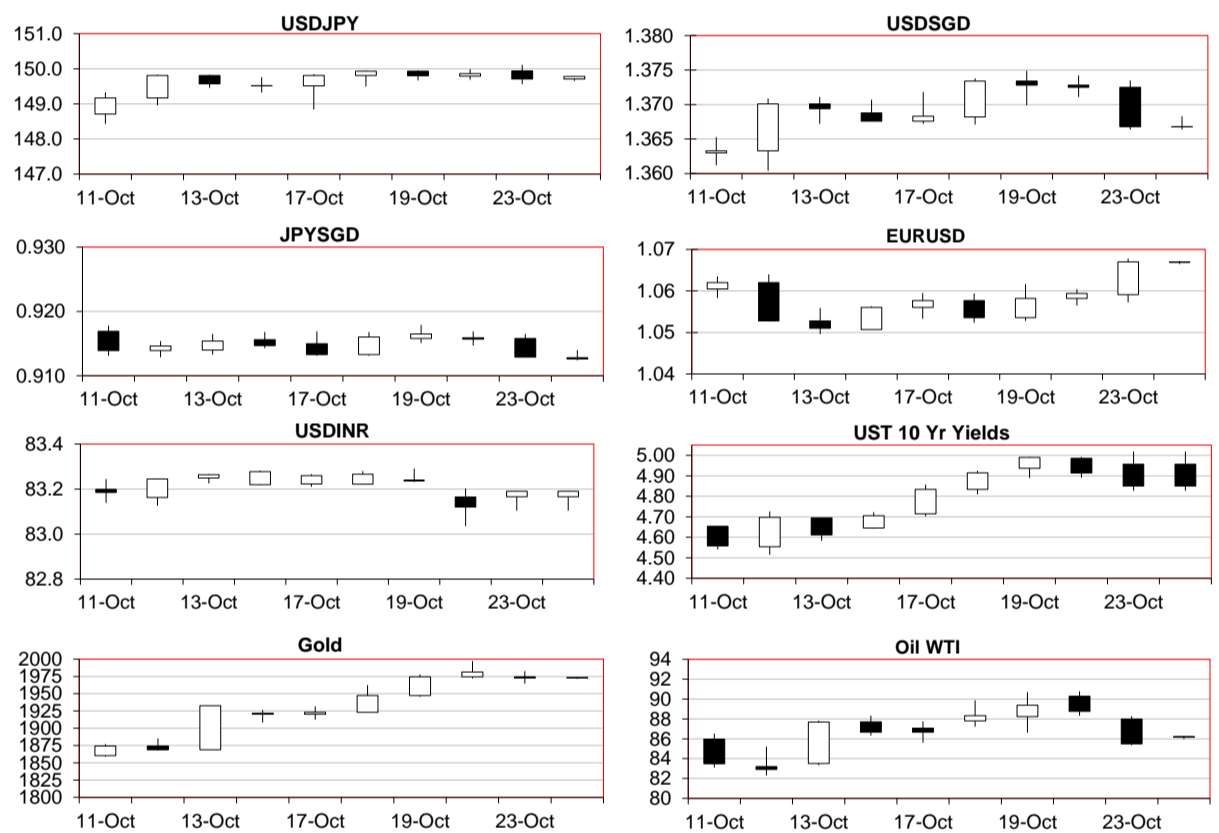 USDJPY
151.0
150.0
149.0
148.0
147.0
11-Oct 13-Oct 17-Oct 19-Oct 23-Oct
USDSGD
1.380
1.375
1.370
1.365
1.360
11-Oct 13-Oct 17-Oct 19-Oct 23-Oct
JPYSGD
0.930
0.920
0.910
11-Oct 13-Oct 17-Oct 19-Oct 23-Oct
EURUSD
1.07
1.06
1.05
1.04
11-Oct 13-Oct 17-Oct 19-Oct 23-Oct
USDINR
83.4
83.2
83.0
82.8
11-Oct 13-Oct 17-Oct 19-Oct 23-Oct
UST 10 Yr Yields
5.00
4.90
4.80
4.70
4.60
4.50
4.40
11-Oct 13-Oct 17-Oct 19-Oct 23-Oct
Gold
2000
1975
1950
1925
1900
1875
1850
1825
1800
11-Oct 13-Oct 17-Oct 19-Oct 23-Oct
Oil WTI
94
92
90
88
86
84
82
80
11-Oct 13-Oct 17-Oct 19-Oct 23-Oct